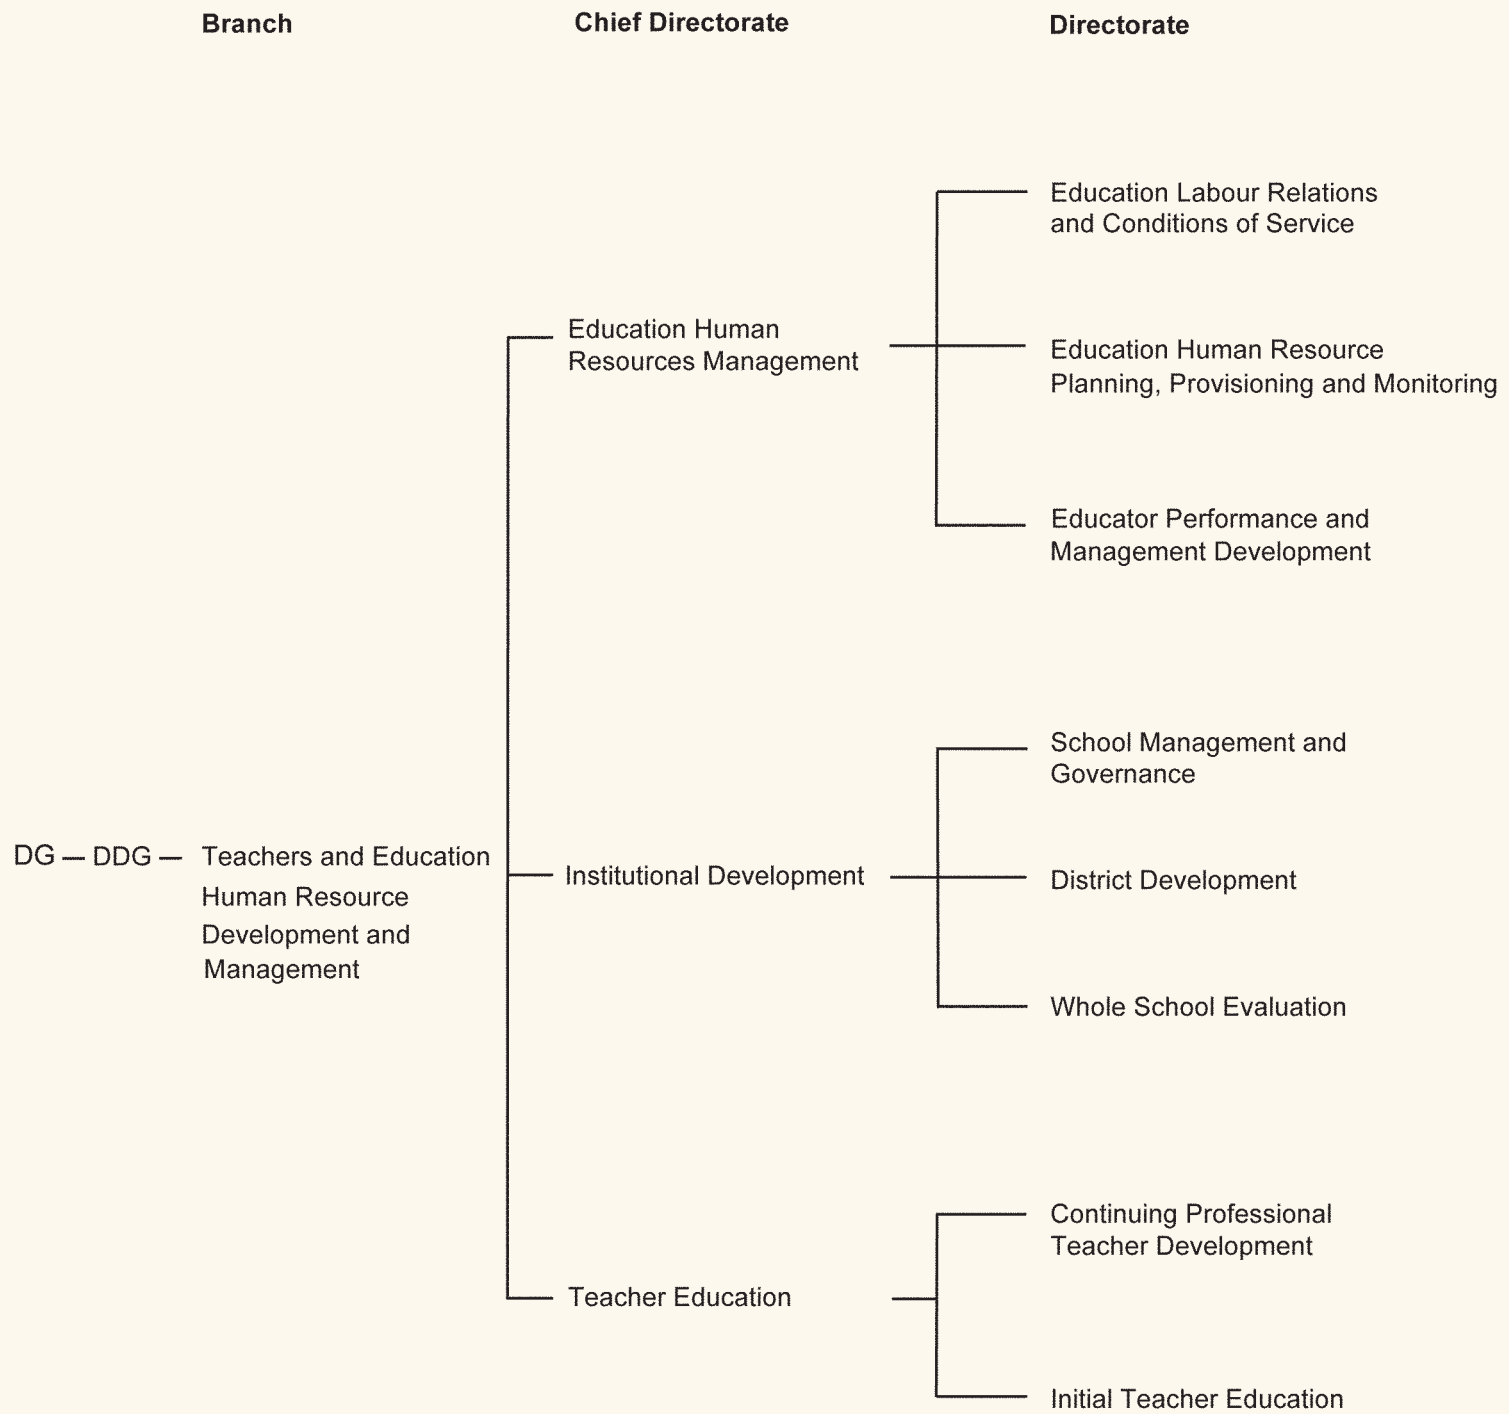 Branch
Chief Directorate
Directorate
Education Labour Relations
and Conditions of Service
Education Human
Resources Management
Education Human Resource
Planning, Provisioning and Monitoring
Educator Performance and
Management Development
School Management and
Governance
DG — DDG — Teachers and Education
Human Resource
Development and
Management
Institutional Development
District Development
Whole School Evaluation
Continuing Professional
Teacher Development
Teacher Education
Initial Teacher Education